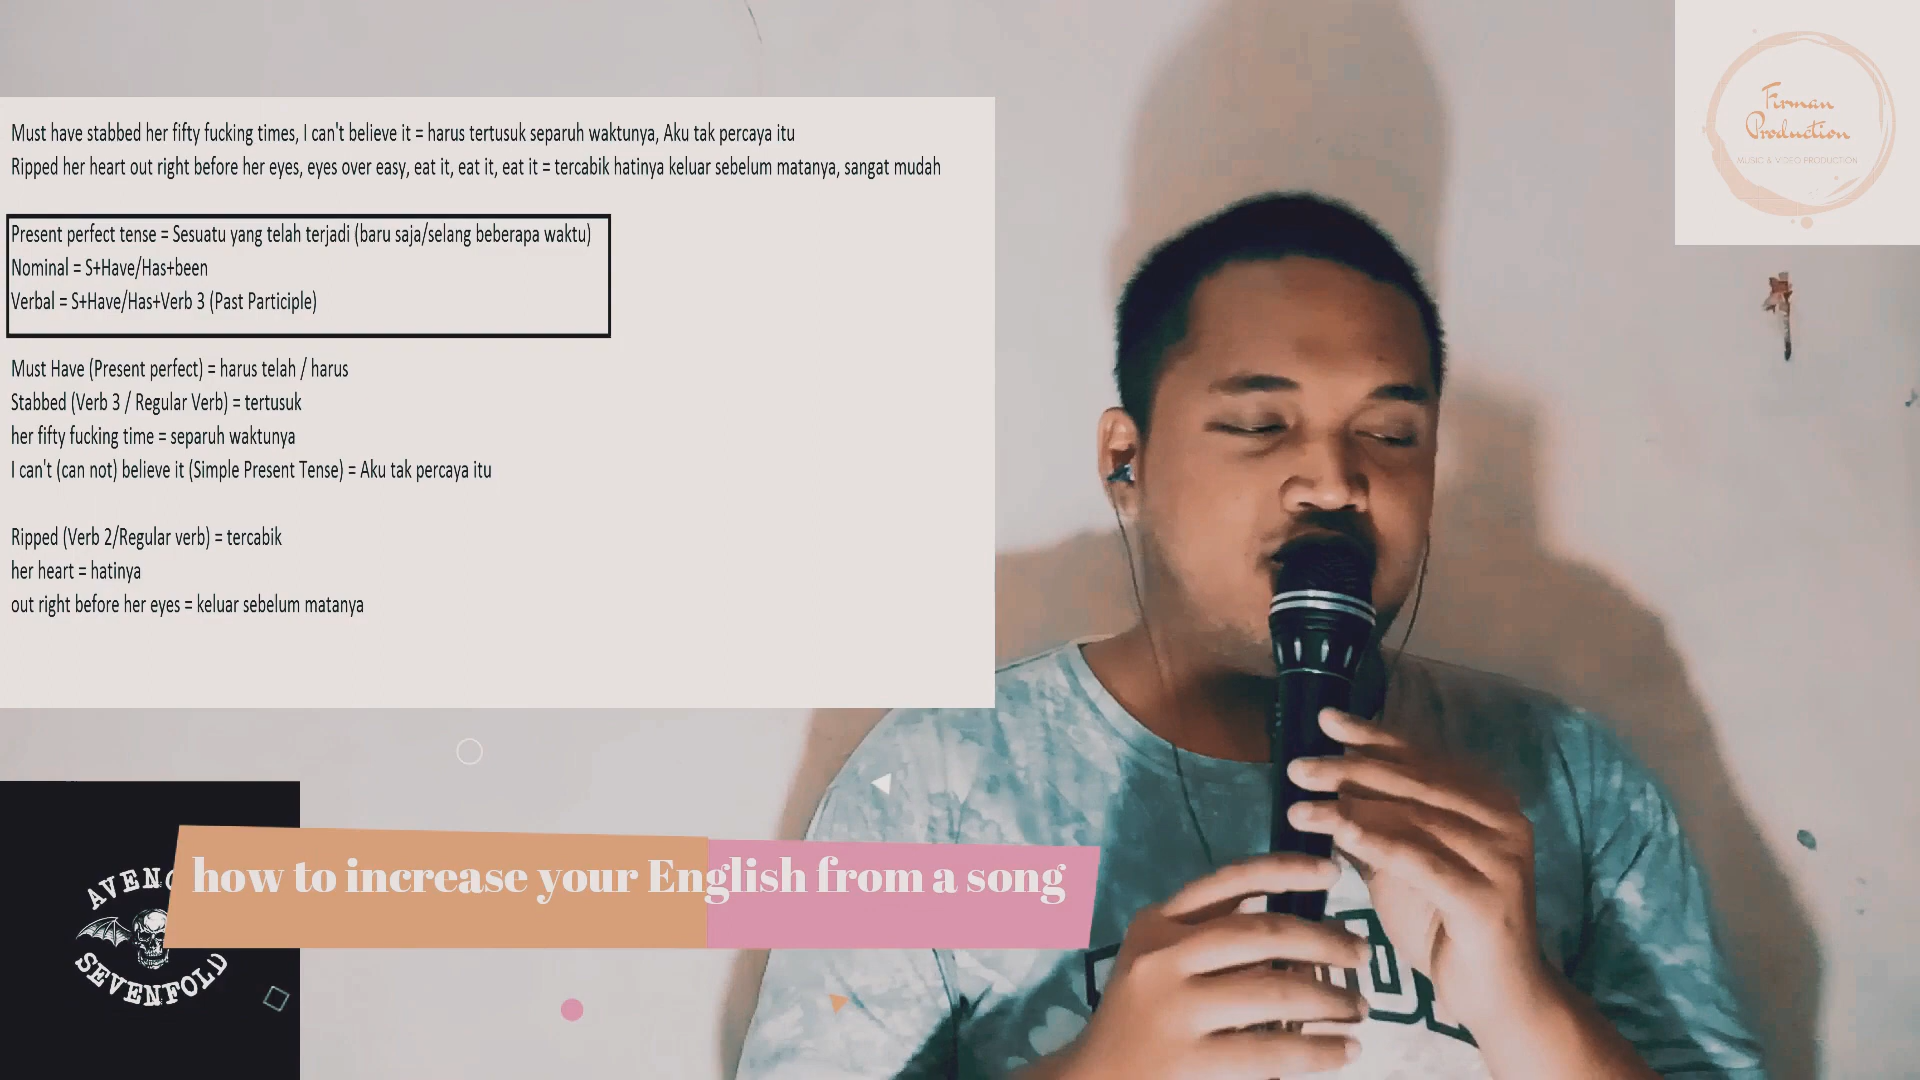 Must have stabbed her fifty fucking times, I can't believe it = harus tertusuk separuh waktunya, Aku tak percaya itu
Ripped her heart out right before her eyes, eyes over easy, eat it, eat it, eat it = tercabik hatinya keluar sebelum matanya, sangat mudah
Present perfect tense = Sesuatu yang telah terjadi (baru saja/selang beberapa waktu)
Nominal = S+Have/Has+been
Verbal = S+Have/Has+Verb 3 (Past Participle)
Must Have (Present perfect) = harus telah / harus
Stabbed (Verb 3 / Regular Verb) = tertusuk
her fifty fucking time = separuh waktunya
I can't (can not) believe it (Simple Present Tense) = Aku tak percaya itu
Ripped (Verb 2/Regular verb) = tercabik
her heart = hatinya
out right before her eyes = keluar sebelum matanya
Firman
Production
MUSIC & VIDEO PRODUCTION
how to increase your English from a song
SEVENFOLD